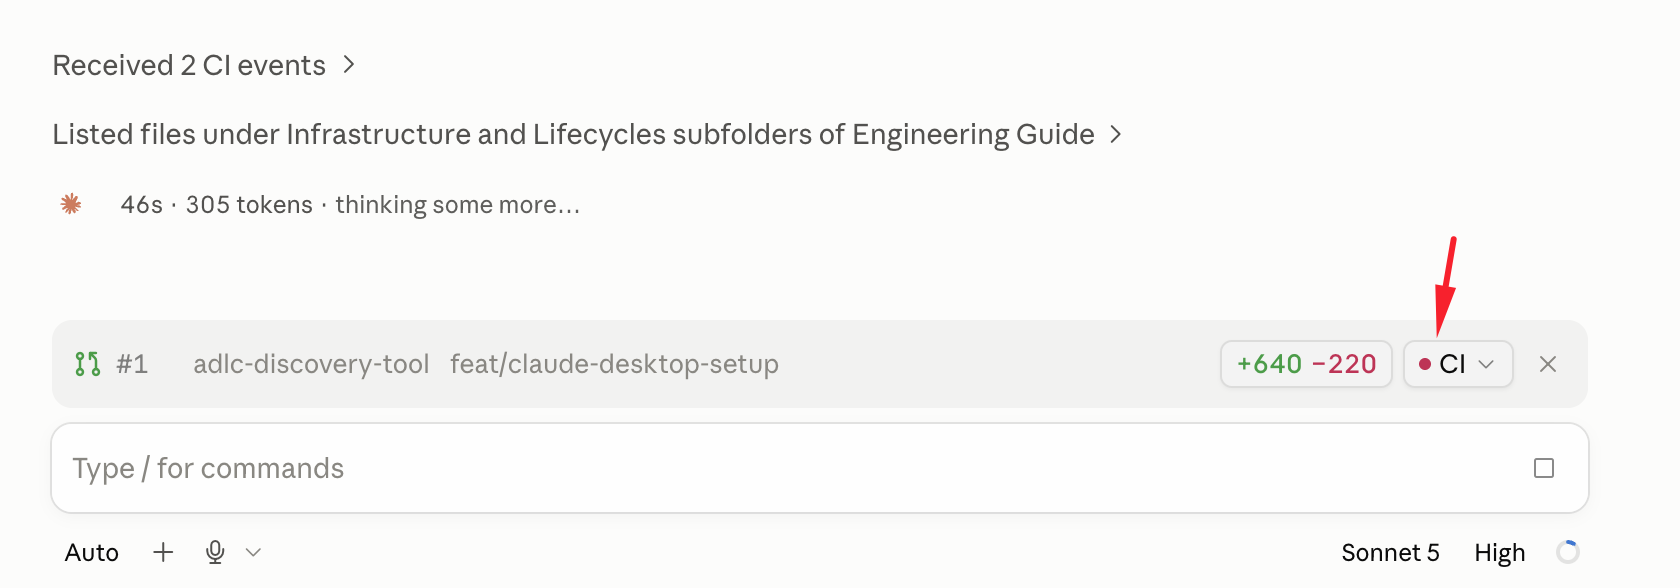 Received 2 CI events
Listed files under Infrastructure and Lifecycles subfolders of Engineering Guide
46s · 305 tokens · thinking some more...
#1 adlc-discovery-tool feat/claude-desktop-setup +640 −220 CI
Type / for commands
Auto Sonnet 5 High